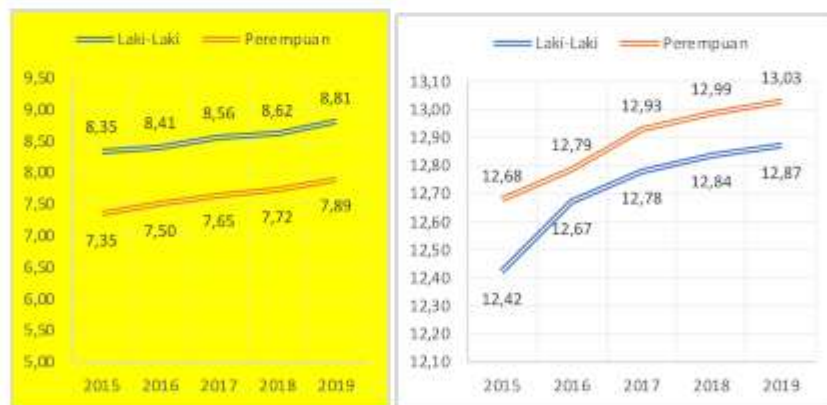 Laki-Laki Perempuan
9,50
9,00
8,50
8,00
7,50
7,00
6,50
6,00
5,50
5,00
8,35 8,41 8,56 8,62 8,81
7,35 7,50 7,65 7,72 7,89
2015 2016 2017 2018 2019
Laki-Laki Perempuan
13,10
13,00
12,90
12,80
12,70
12,60
12,50
12,40
12,30
12,20
12,10
12,68 12,79 12,93 12,99 13,03
12,42 12,67 12,78 12,84 12,87
2015 2016 2017 2018 2019